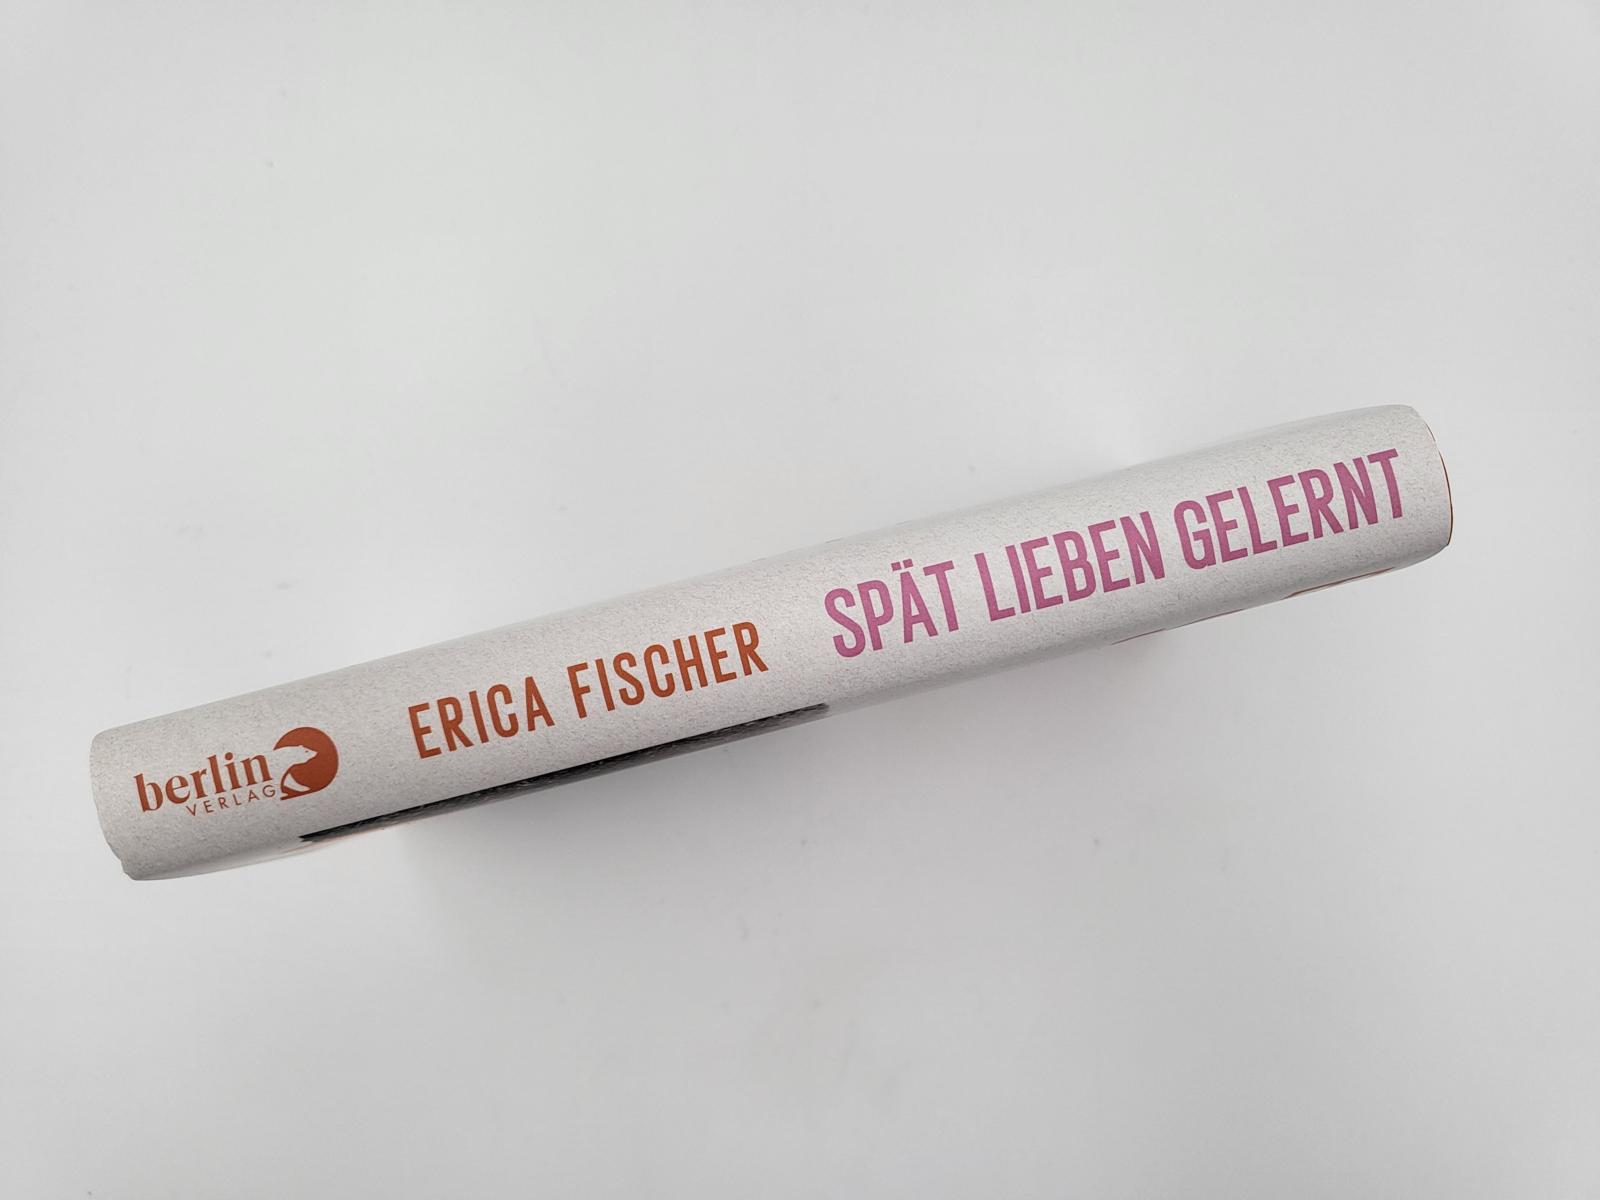 berlin
VERLAG
ERICA FISCHER
SPÄT LIEBEN GELERNT